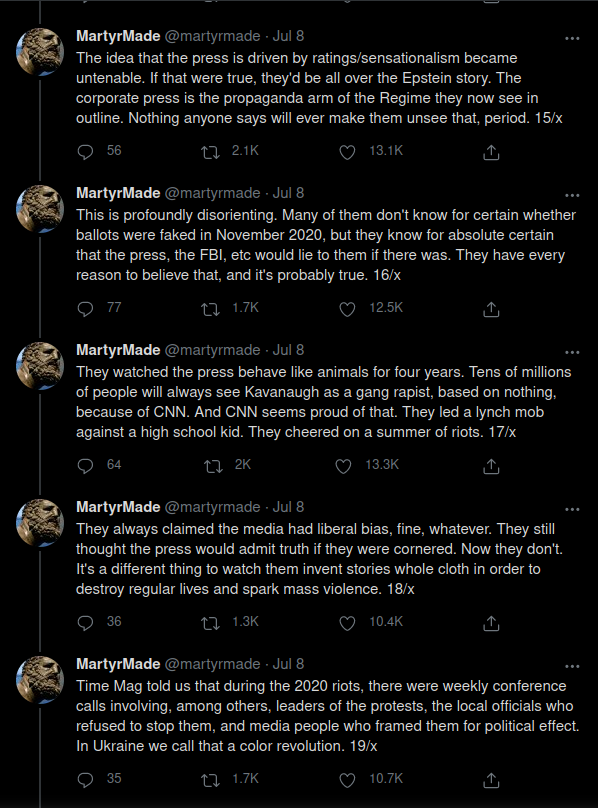 MartyrMade @martyrmade · Jul 8
The idea that the press is driven by ratings/sensationalism became
untenable. If that were true, they'd be all over the Epstein story. The
corporate press is the propaganda arm of the Regime they now see in
outline. Nothing anyone says will ever make them unsee that, period. 15/x
56 2.1K 13.1K
MartyrMade @martyrmade · Jul 8
This is profoundly disorienting. Many of them don't know for certain whether
ballots were faked in November 2020, but they know for absolute certain
that the press, the FBI, etc would lie to them if there was. They have every
reason to believe that, and it's probably true. 16/x
77 1.7K 12.5K
MartyrMade @martyrmade · Jul 8
They watched the press behave like animals for four years. Tens of millions
of people will always see Kavanaugh as a gang rapist, based on nothing,
because of CNN. And CNN seems proud of that. They led a lynch mob
against a high school kid. They cheered on a summer of riots. 17/x
64 2K 13.3K
MartyrMade @martyrmade · Jul 8
They always claimed the media had liberal bias, fine, whatever. They still
thought the press would admit truth if they were cornered. Now they don't.
It's a different thing to watch them invent stories whole cloth in order to
destroy regular lives and spark mass violence. 18/x
36 1.3K 10.4K
MartyrMade @martyrmade · Jul 8
Time Mag told us that during the 2020 riots, there were weekly conference
calls involving, among others, leaders of the protests, the local officials who
refused to stop them, and media people who framed them for political effect.
In Ukraine we call that a color revolution. 19/x
35 1.7K 10.7K